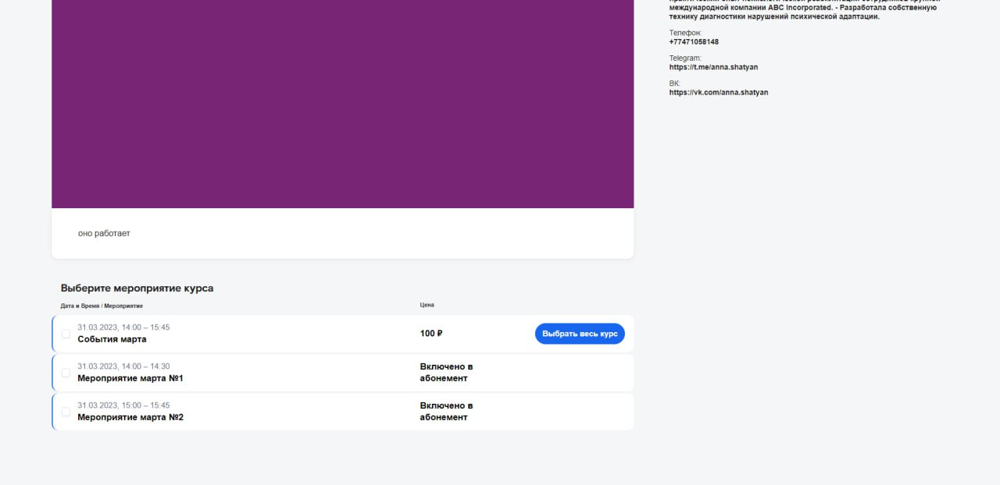 международной компании ABC Incorporated. - Разработала собственную
технику диагностики нарушений психической адаптации.
Телефон:
+77471058148
Telegram:
https://t.me/anna.shatyan
ВК:
https://vk.com/anna.shatyan
оно работает
Выберите мероприятие курса
Дата и Время / Мероприятие
Цена
31.03.2023, 14:00 – 15:45
События марта
100 ₽
Выбрать весь курс
31.03.2023, 14:00 – 14:30
Мероприятие марта №1
Включено в
абонемент
31.03.2023, 15:00 – 15:45
Мероприятие марта №2
Включено в
абонемент